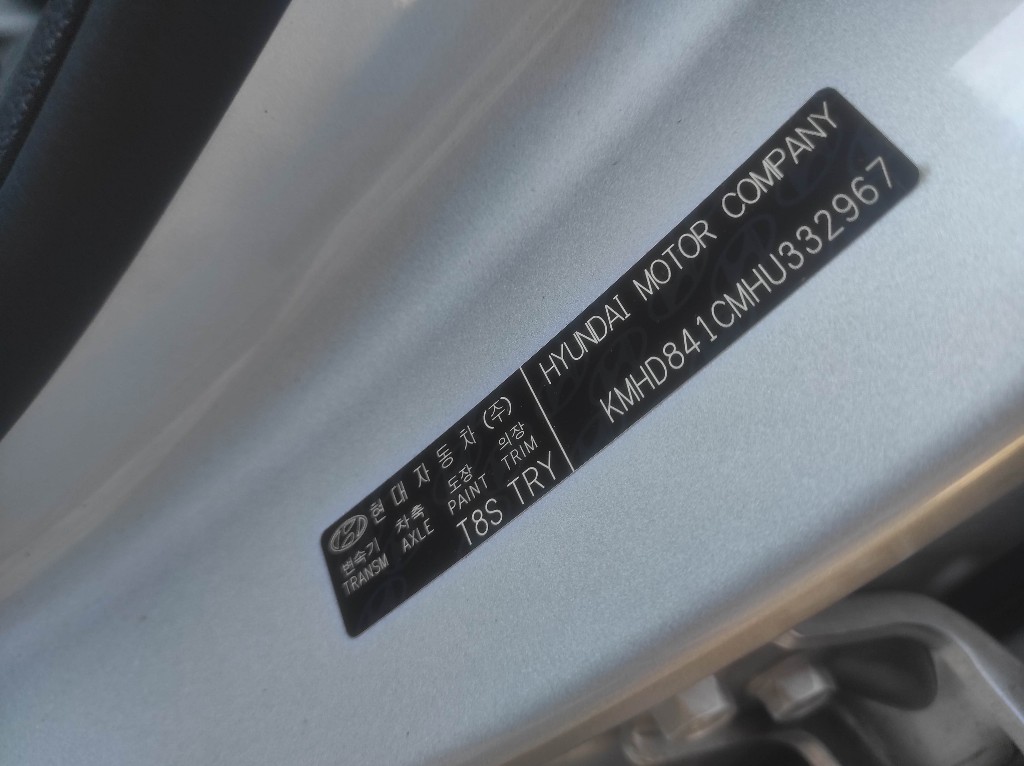 현대자동차(주)
변속기 차축 도장 의장
TRANSM AXLE PAINT TRIM
T8S TRY
HYUNDAI MOTOR COMPANY
KMHD841CMHU332967